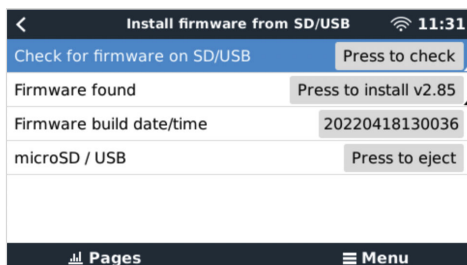 Install firmware from SD/USB 11:31
Check for firmware on SD/USB Press to check
Firmware found Press to install v2.85
Firmware build date/time 20220418130036
microSD / USB Press to eject
Pages Menu